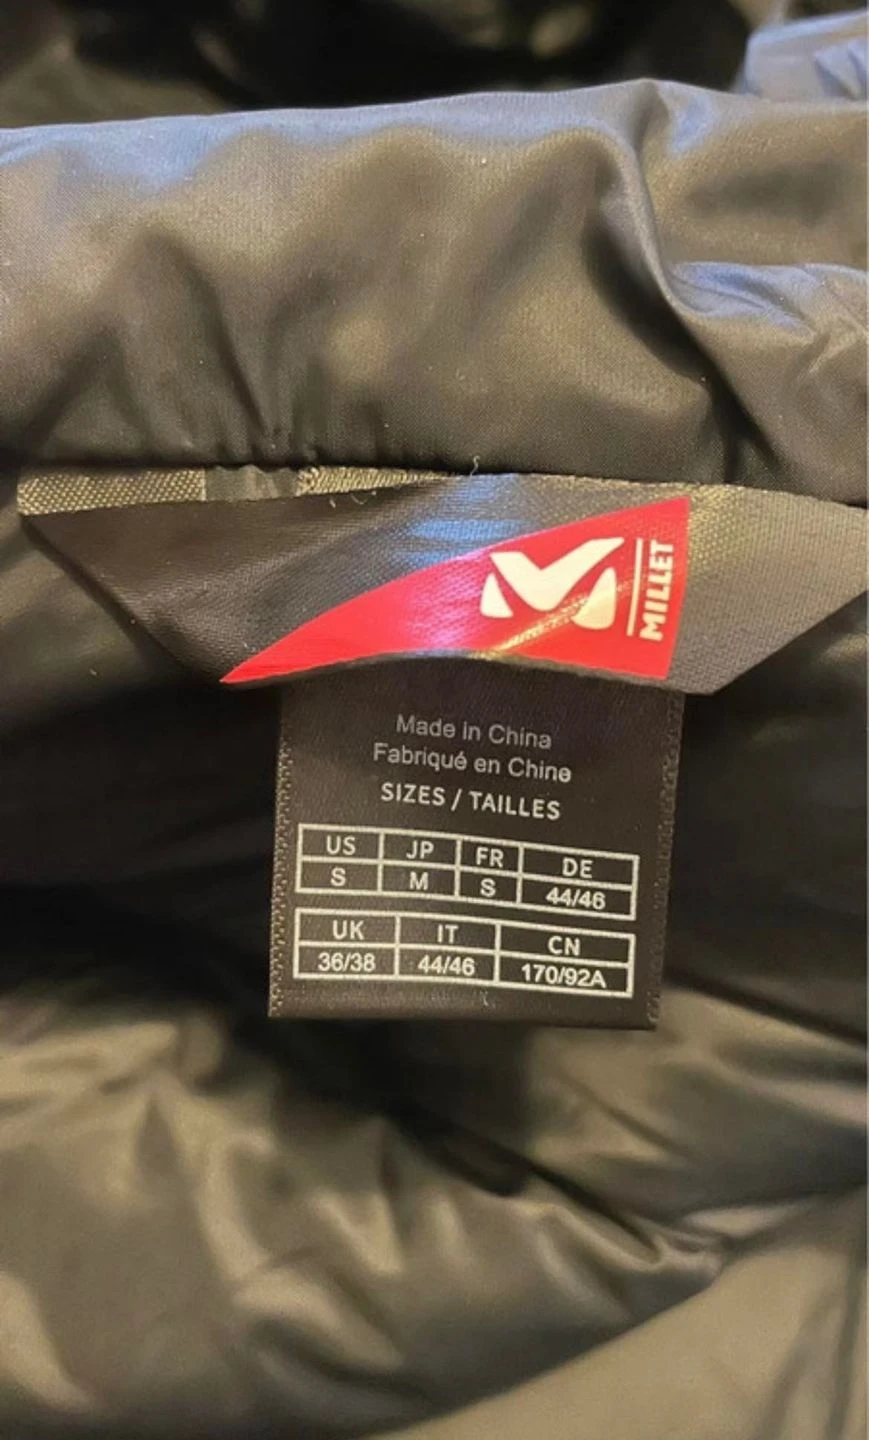 MILLET
Made in China
Fabriqué en Chine
SIZES / TAILLES
US JP FR DE
S M S 44/46
UK IT CN
36/38 44/46 170/92A